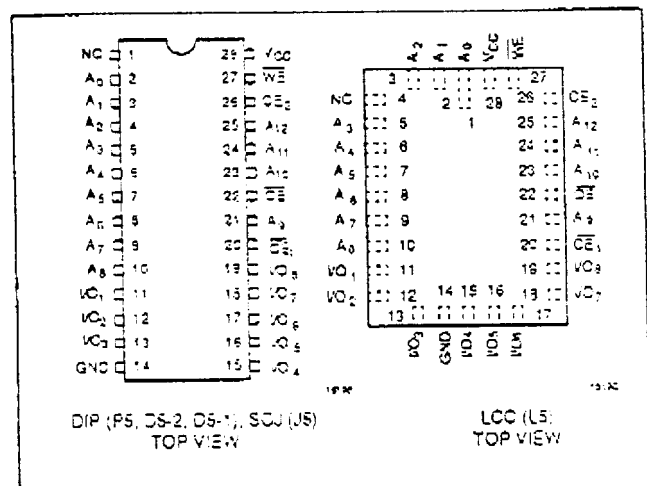 NC 1 28 VCC
A0 2 27 WE
A1 3 26 CE2
A2 4 25 A12
A3 5 24 A11
A4 6 23 A10
A5 7 22 OE
A6 8 21 A9
A7 9 20 CE1
A8 10 19 I/O8
I/O1 11 18 I/O7
I/O2 12 17 I/O6
I/O3 13 16 I/O5
GND 14 15 I/O4
DIP (P5, D5-2, D5-1), SOJ (J5)
TOP VIEW
A2 A1 A0 VCC WE
3 2 1 28 27
NC 4 26 CE2
A3 5 25 A12
A4 6 24 A11
A5 7 23 A10
A6 8 22 OE
A7 9 21 A9
A8 10 20 CE1
I/O1 11 19 I/O8
I/O2 12 18 I/O7
13 14 15 16 17
I/O3 GND I/O4 I/O5 I/O6
LCC (L5)
TOP VIEW